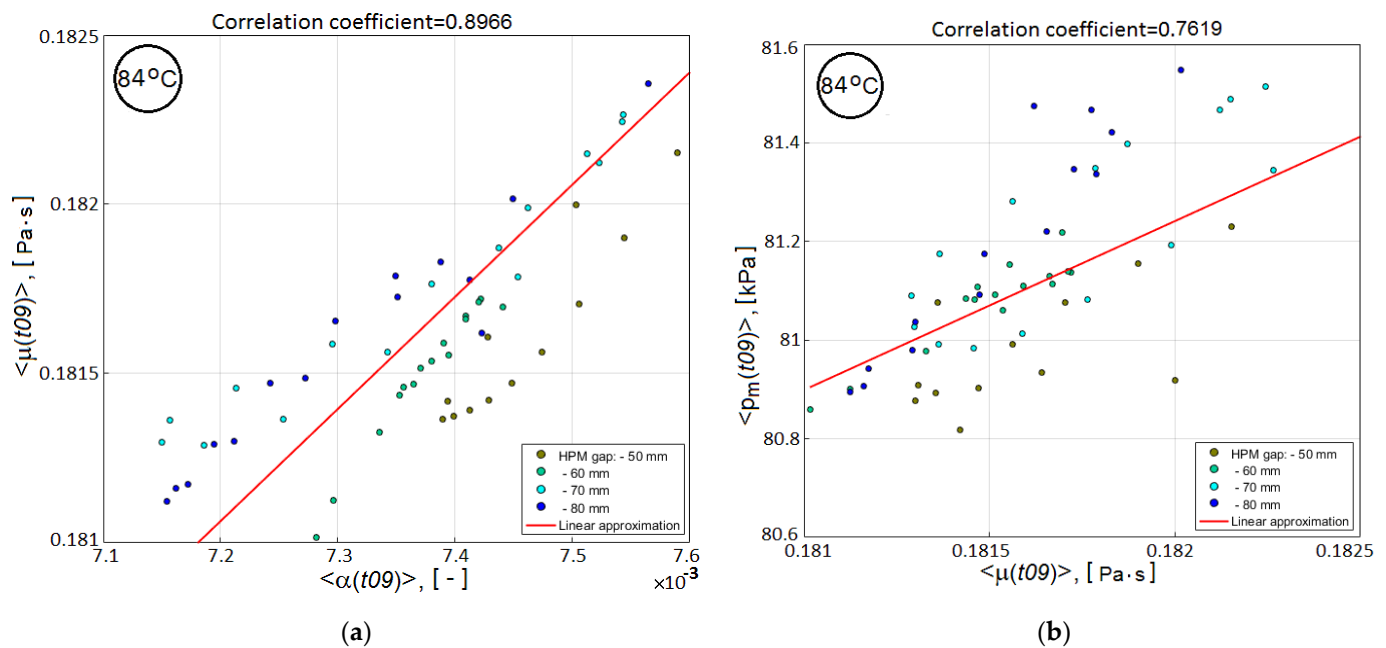 Correlation coefficient=0.8966
84°C
0.1825
0.182
0.1815
0.181
<μ(t09)>, [Pa·s]
HPM gap: - 50 mm
- 60 mm
- 70 mm
- 80 mm
Linear approximation
7.1 7.2 7.3 7.4 7.5 7.6
<α(t09)>, [ - ]
×10⁻³
(a)
Correlation coefficient=0.7619
84°C
81.6
81.4
81.2
81
80.8
80.6
<pm(t09)>, [kPa]
HPM gap: - 50 mm
- 60 mm
- 70 mm
- 80 mm
Linear approximation
0.181 0.1815 0.182 0.1825
<μ(t09)>, [ Pa·s]
(b)